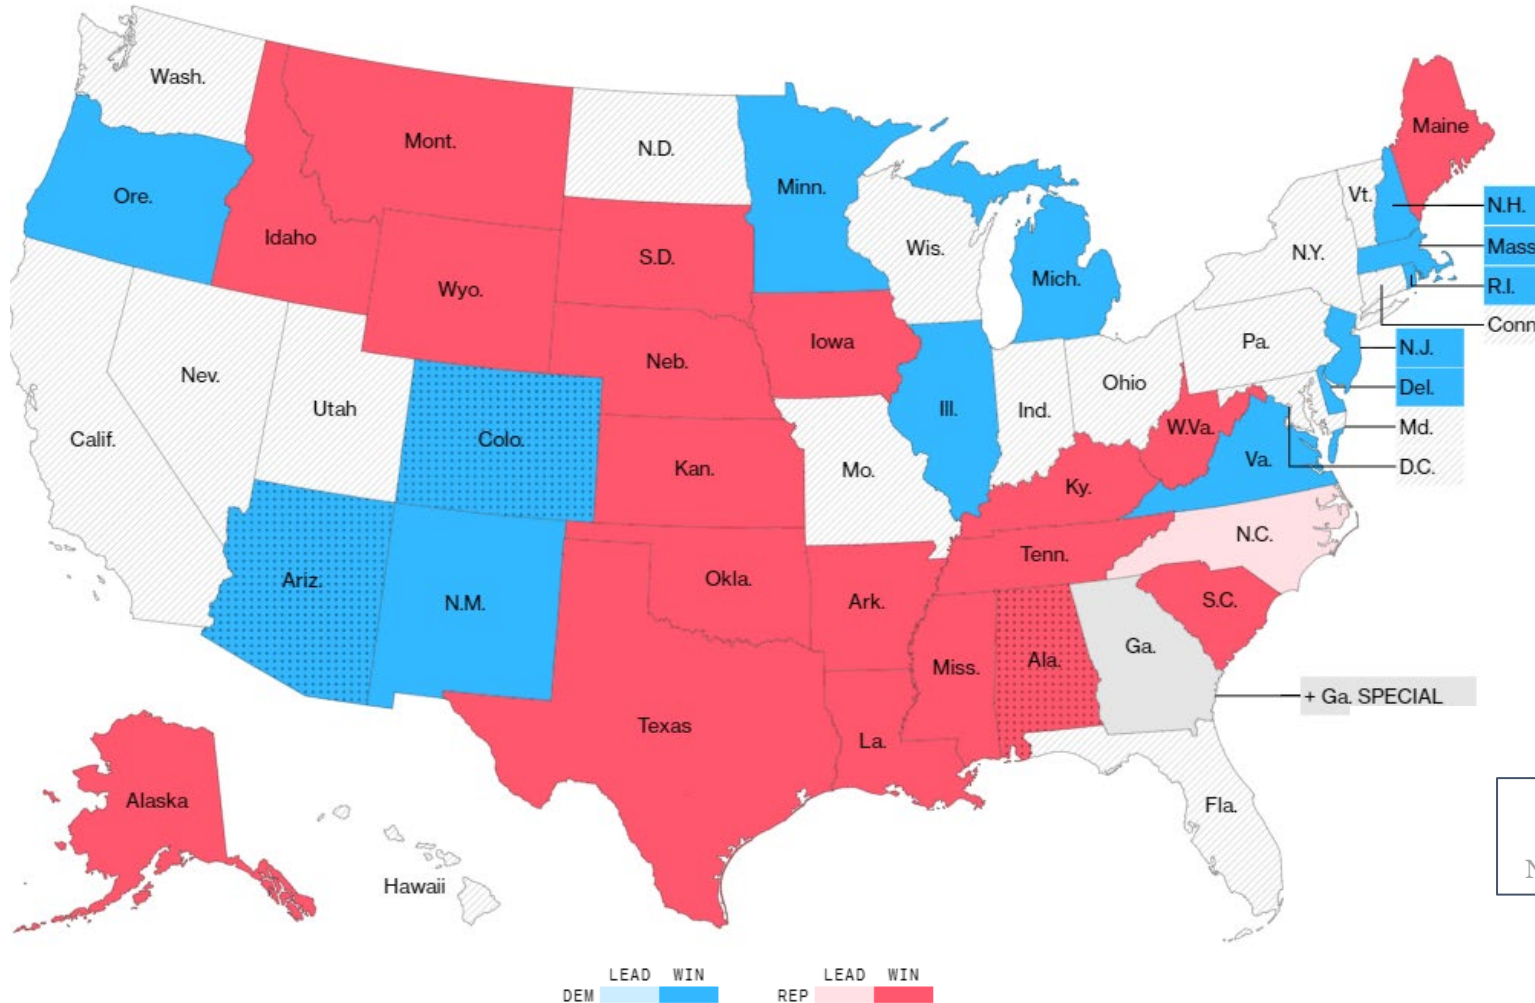 Wash.
Ore.
Idaho
Mont.
N.D.
Minn.
Wis.
Mich.
Maine
Vt.
N.H.
Mass
R.I.
Conn
N.Y.
N.J.
Del.
Md.
D.C.
Pa.
Wyo.
S.D.
Iowa
Neb.
Nev.
Utah
Calif.
Colo.
Kan.
Mo.
Ill.
Ind.
Ohio
W.Va.
Va.
Ky.
N.C.
Tenn.
S.C.
Ariz.
N.M.
Okla.
Ark.
Miss.
Ala.
Ga.
+ Ga. SPECIAL
Texas
La.
Fla.
Alaska
Hawaii
N
LEAD WIN LEAD WIN
DEM REP